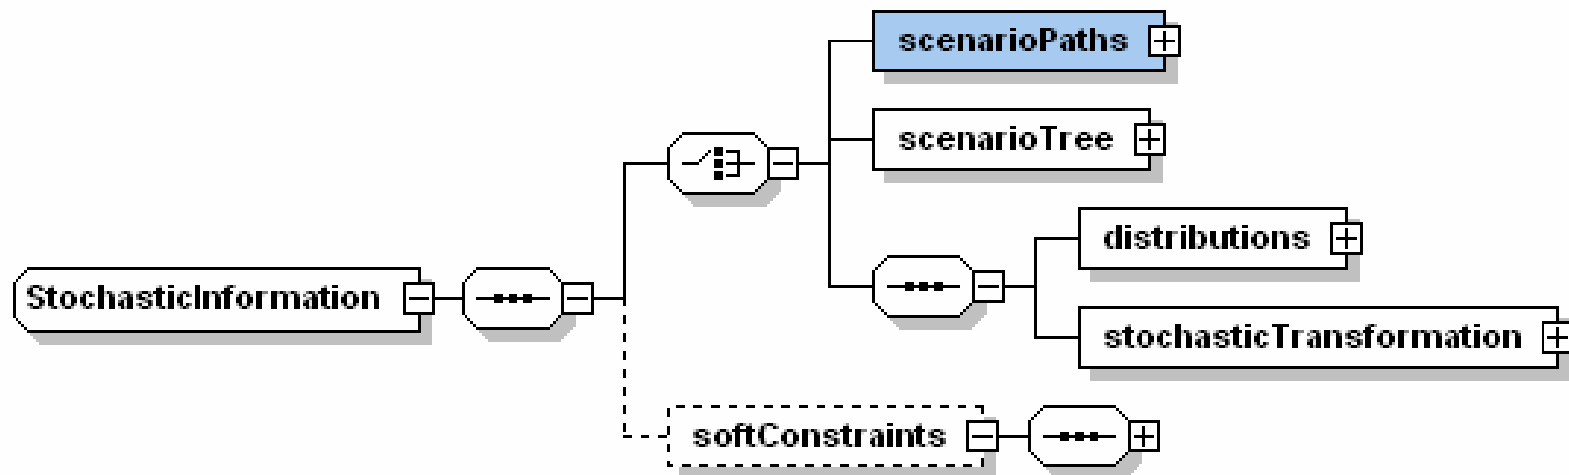 scenarioPaths
scenarioTree
distributions
StochasticInformation
stochasticTransformation
softConstraints